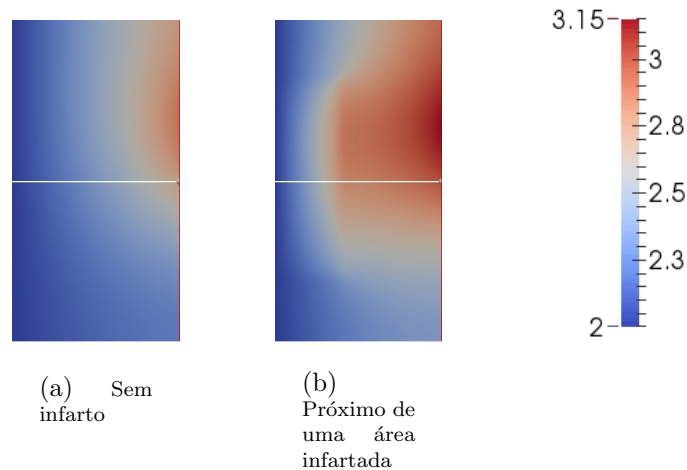 3.15
3
2.8
2.5
2.3
2
(a) Sem
infarto
(b)
Próximo de
uma área
infartada